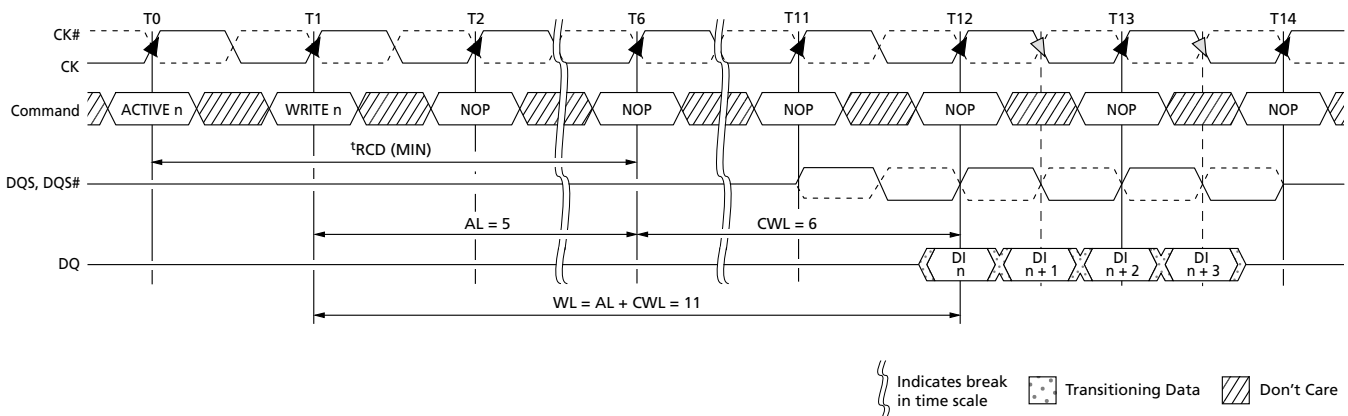 T0 T1 T2 T6 T11 T12 T13 T14
CK#
CK
Command ACTIVE n WRITE n NOP NOP NOP NOP NOP NOP
tRCD (MIN)
DQS, DQS#
AL = 5 CWL = 6
DQ DI n DI n + 1 DI n + 2 DI n + 3
WL = AL + CWL = 11
Indicates break in time scale
Transitioning Data
Don't Care